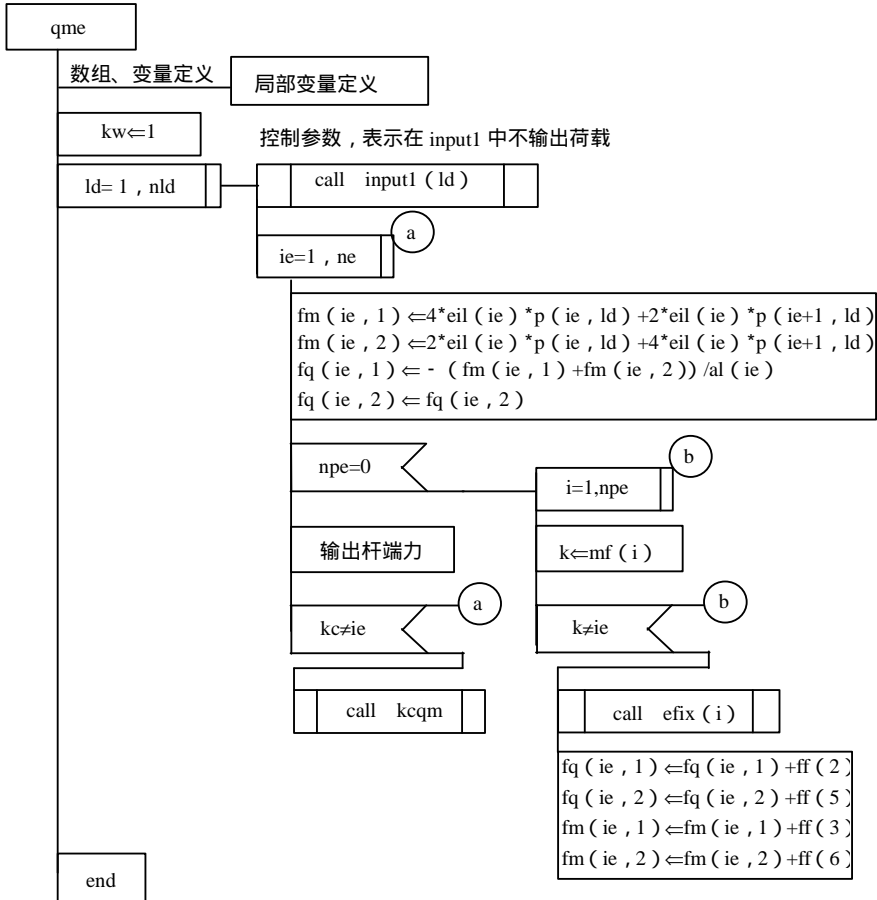 qme
数组、变量定义
局部变量定义
kw⇐1
控制参数，表示在 input1 中不输出荷载
ld= 1，nld
call input1（ld）
a
ie=1，ne
fm（ie，1）⇐4*eil（ie）*p（ie，ld）+2*eil（ie）*p（ie+1，ld）
fm（ie，2）⇐2*eil（ie）*p（ie，ld）+4*eil（ie）*p（ie+1，ld）
fq（ie，1）⇐ -（fm（ie，1）+fm（ie，2））/al（ie）
fq（ie，2）⇐ fq（ie，2）
npe=0
b
i=1,npe
输出杆端力
k⇐mf（i）
a
kc≠ie
b
k≠ie
call kcqm
call efix（i）
fq（ie，1）⇐fq（ie，1）+ff（2）
fq（ie，2）⇐fq（ie，2）+ff（5）
fm（ie，1）⇐fm（ie，1）+ff（3）
fm（ie，2）⇐fm（ie，2）+ff（6）
end